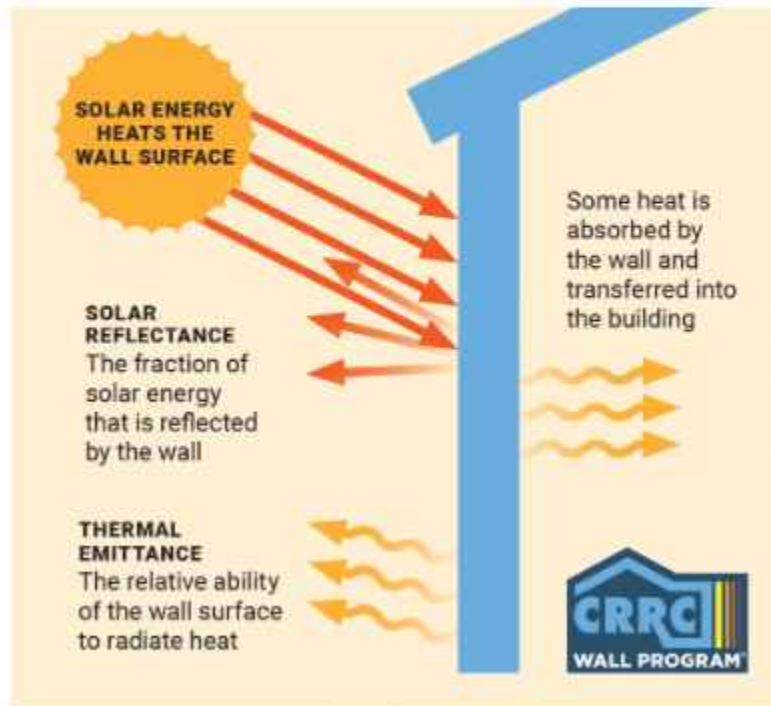 SOLAR ENERGY
HEATS THE
WALL SURFACE
Some heat is
absorbed by
the wall and
transferred into
the building
SOLAR
REFLECTANCE
The fraction of
solar energy
that is reflected
by the wall
THERMAL
EMITTANCE
The relative ability
of the wall surface
to radiate heat
CRRC
WALL PROGRAM